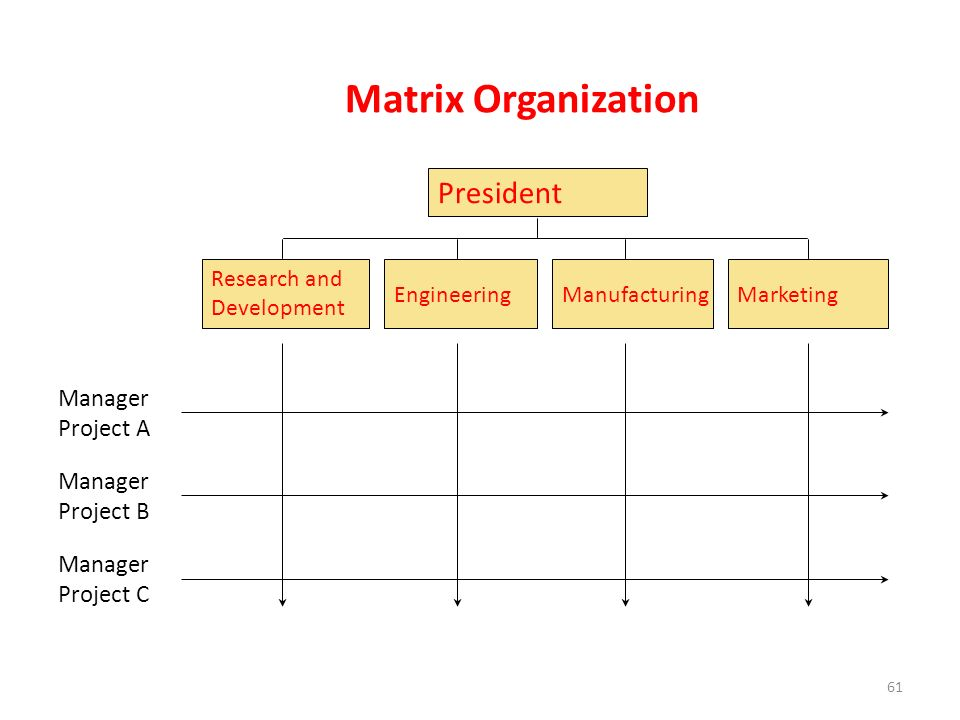 Matrix Organization
President
Research and
Development
Engineering
Manufacturing
Marketing
Manager
Project A
Manager
Project B
Manager
Project C
61